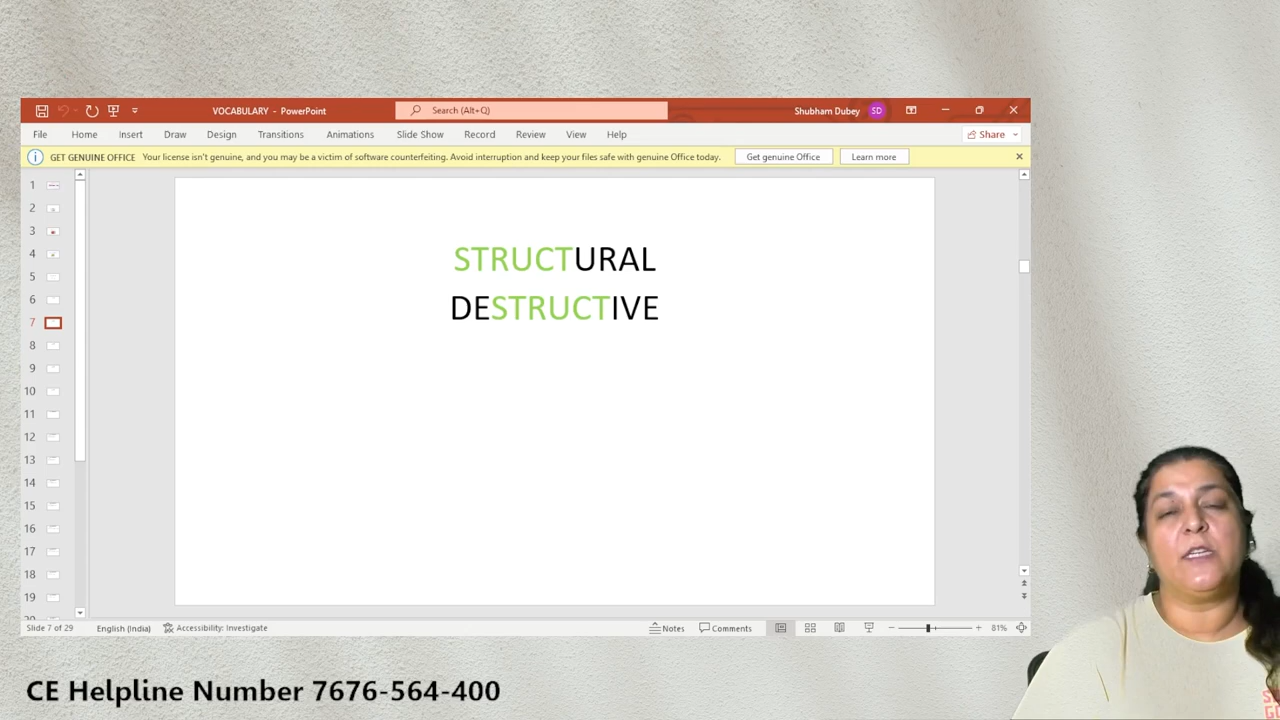 VOCABULARY - PowerPoint
Search (Alt+Q)
Shubham Dubey SD
File Home Insert Draw Design Transitions Animations Slide Show Record Review View Help Share
GET GENUINE OFFICE Your license isn't genuine, and you may be a victim of software counterfeiting. Avoid interruption and keep your files safe with genuine Office today. Get genuine Office Learn more
1
2
3
4
5
6
7
8
9
10
11
12
13
14
15
16
17
18
19
STRUCTURAL
DESTRUCTIVE
Slide 7 of 29 English (India) Accessibility: Investigate Notes Comments 81%
CE Helpline Number 7676-564-400